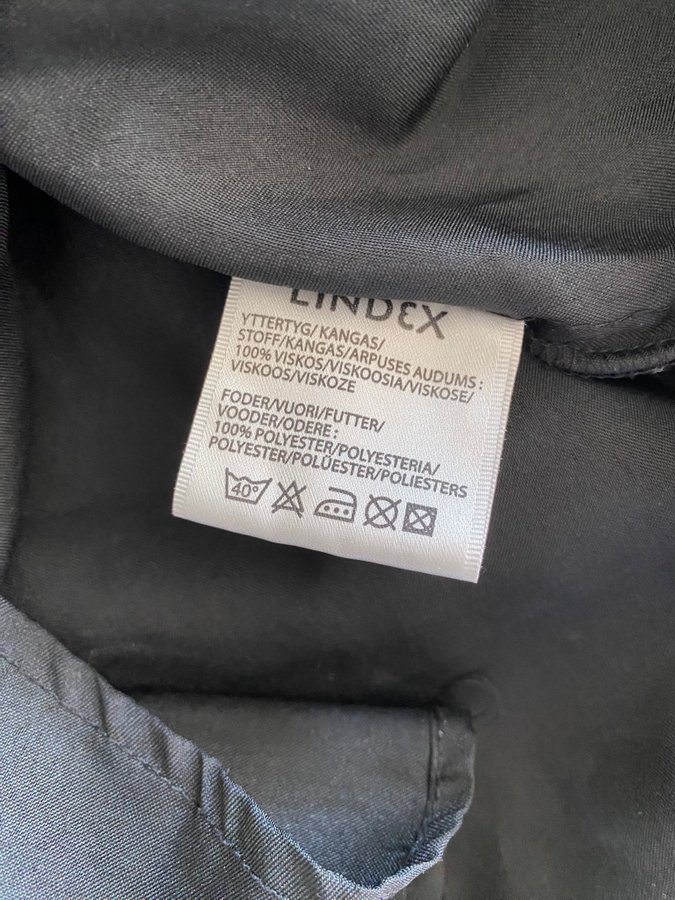 LINDEX
YTTERTYG/KANGAS/
STOFF/KANGAS/ARPUSES AUDUMS :
100% VISKOS/VISKOOSIA/VISKOSE/
VISKOOS/VISKOZE
FODER/VUORI/FUTTER/
VOODER/ODERE :
100% POLYESTER/POLYESTERIA/
POLYESTER/POLÜESTER/POLIESTERS
40°